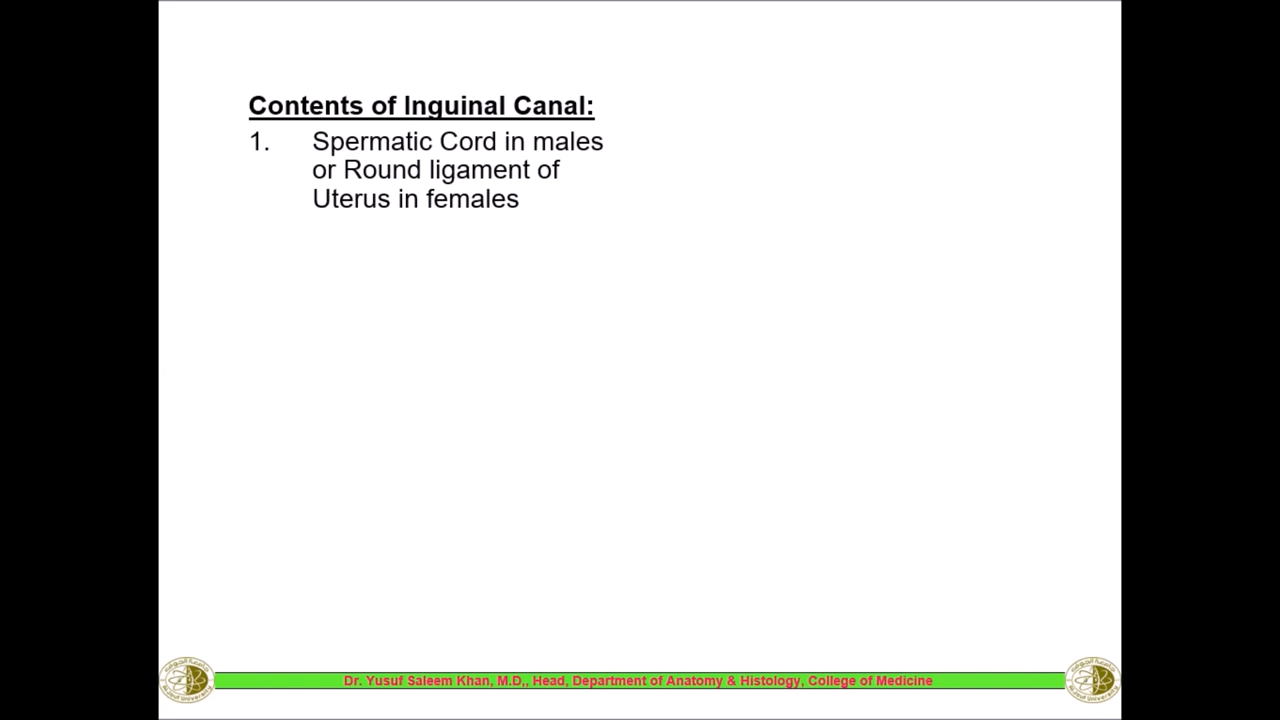 Contents of Inguinal Canal:
1. Spermatic Cord in males
or Round ligament of
Uterus in females
Dr. Yusuf Saleem Khan, M.D,, Head, Department of Anatomy & Histology, College of Medicine